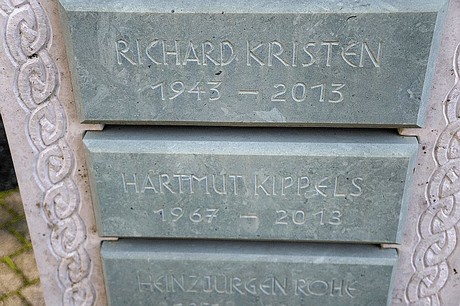 RICHARD KRISTEN
1943 – 2013
HARTMUT KIPPELS
1967 – 2013
HEINZ JÜRGEN ROHE